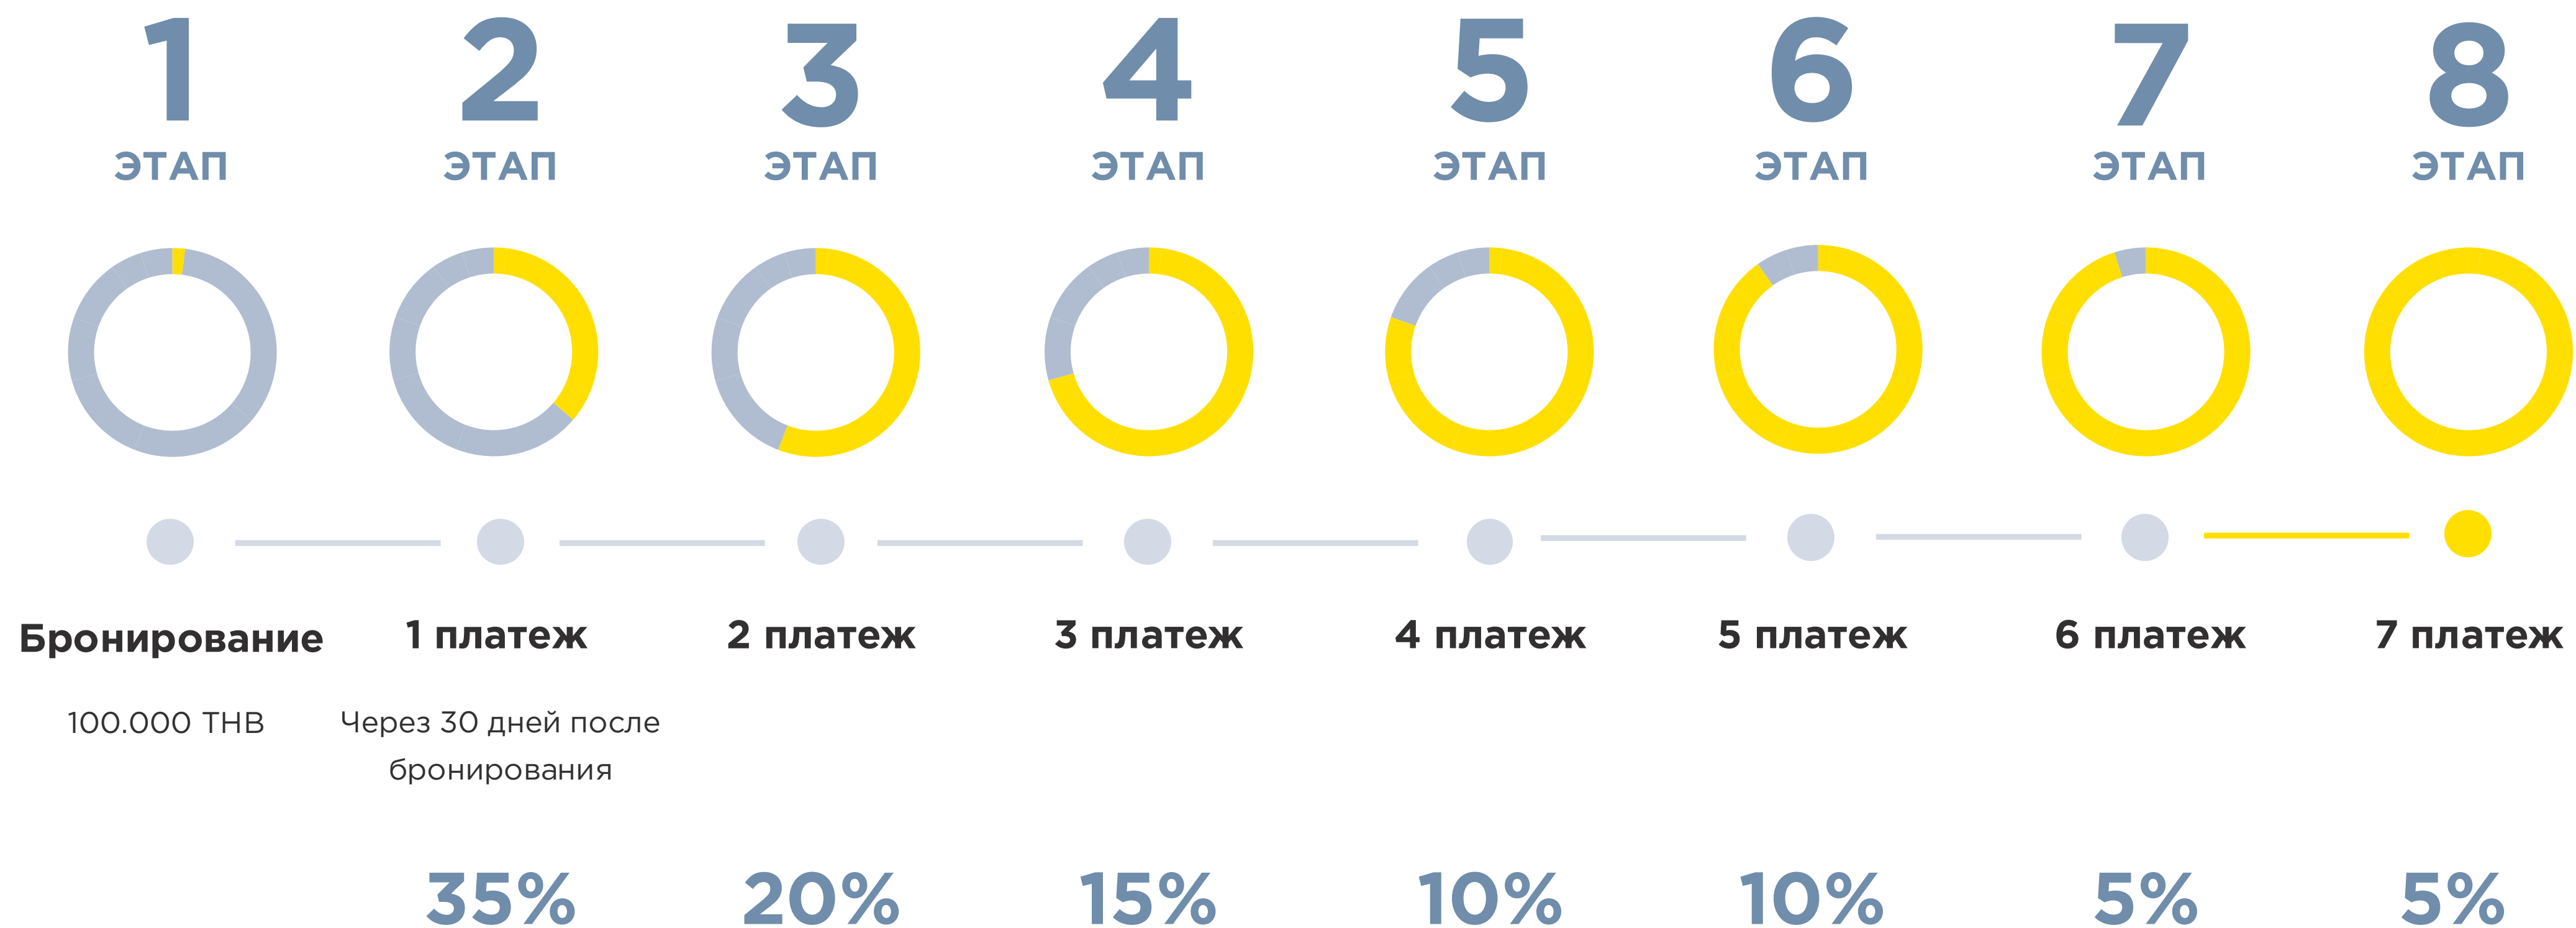 1
ЭТАП
2
ЭТАП
3
ЭТАП
4
ЭТАП
5
ЭТАП
6
ЭТАП
7
ЭТАП
8
ЭТАП
Бронирование
100.000 THB
1 платеж
Через 30 дней после
бронирования
35%
2 платеж
20%
3 платеж
15%
4 платеж
10%
5 платеж
10%
6 платеж
5%
7 платеж
5%